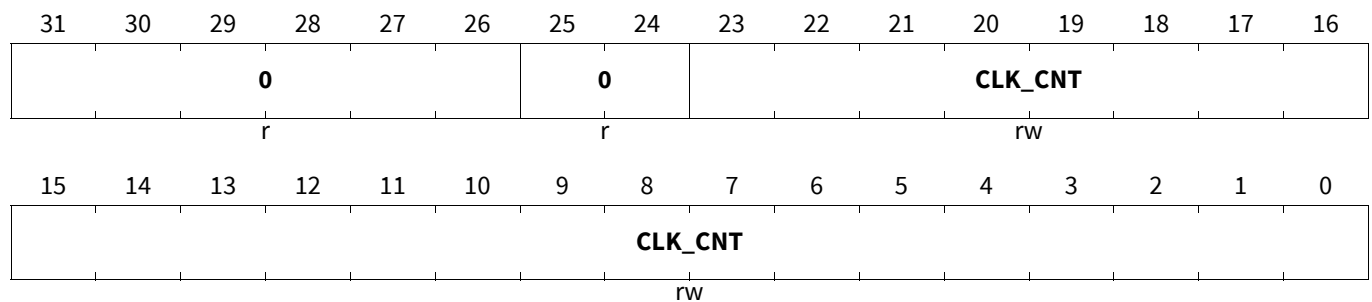 31 30 29 28 27 26 25 24 23 22 21 20 19 18 17 16
0 0 CLK_CNT
r r rw
15 14 13 12 11 10 9 8 7 6 5 4 3 2 1 0
CLK_CNT
rw